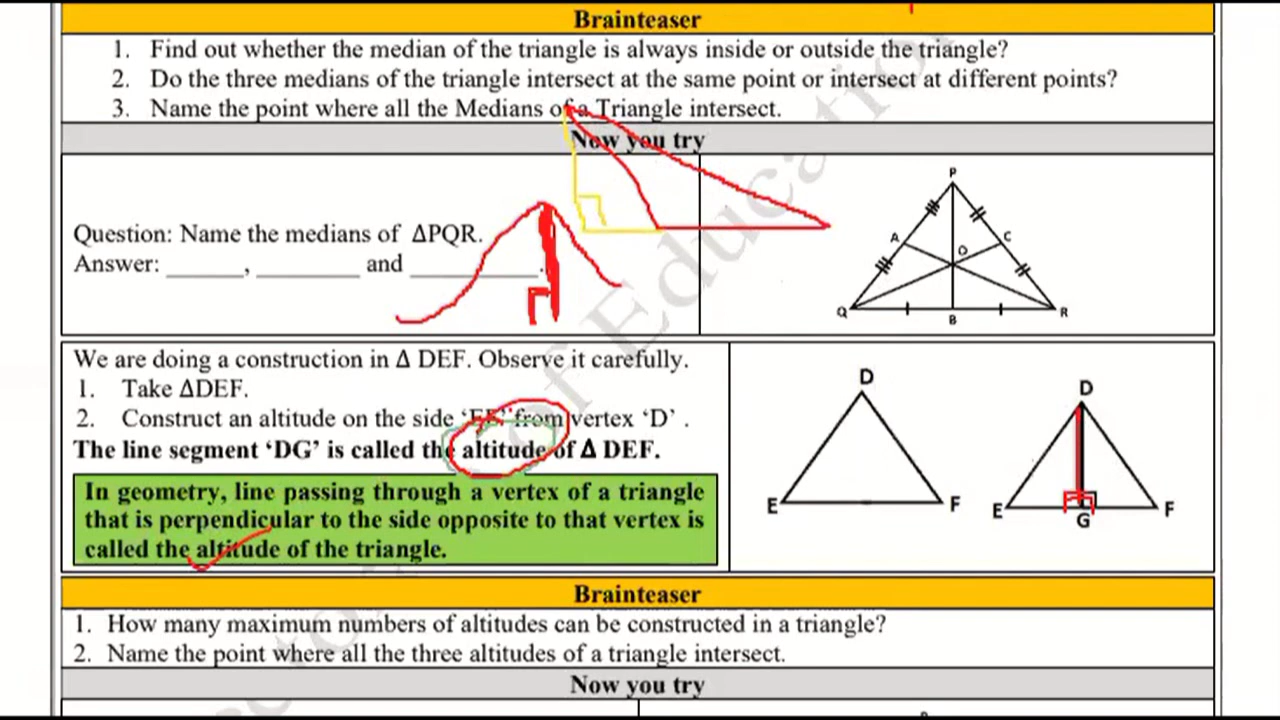 Brainteaser
1. Find out whether the median of the triangle is always inside or outside the triangle?
2. Do the three medians of the triangle intersect at the same point or intersect at different points?
3. Name the point where all the Medians of a Triangle intersect.
Now you try
Question: Name the medians of ΔPQR.
Answer: _______, _________ and ___________.
P
A
C
O
Q
B
R
We are doing a construction in Δ DEF. Observe it carefully.
1. Take ΔDEF.
2. Construct an altitude on the side from vertex ‘D’ .
The line segment ‘DG’ is called the altitude of Δ DEF.
In geometry, line passing through a vertex of a triangle
that is perpendicular to the side opposite to that vertex is
called the altitude of the triangle.
D
E
F
D
E
G
F
Brainteaser
1. How many maximum numbers of altitudes can be constructed in a triangle?
2. Name the point where all the three altitudes of a triangle intersect.
Now you try
of Education